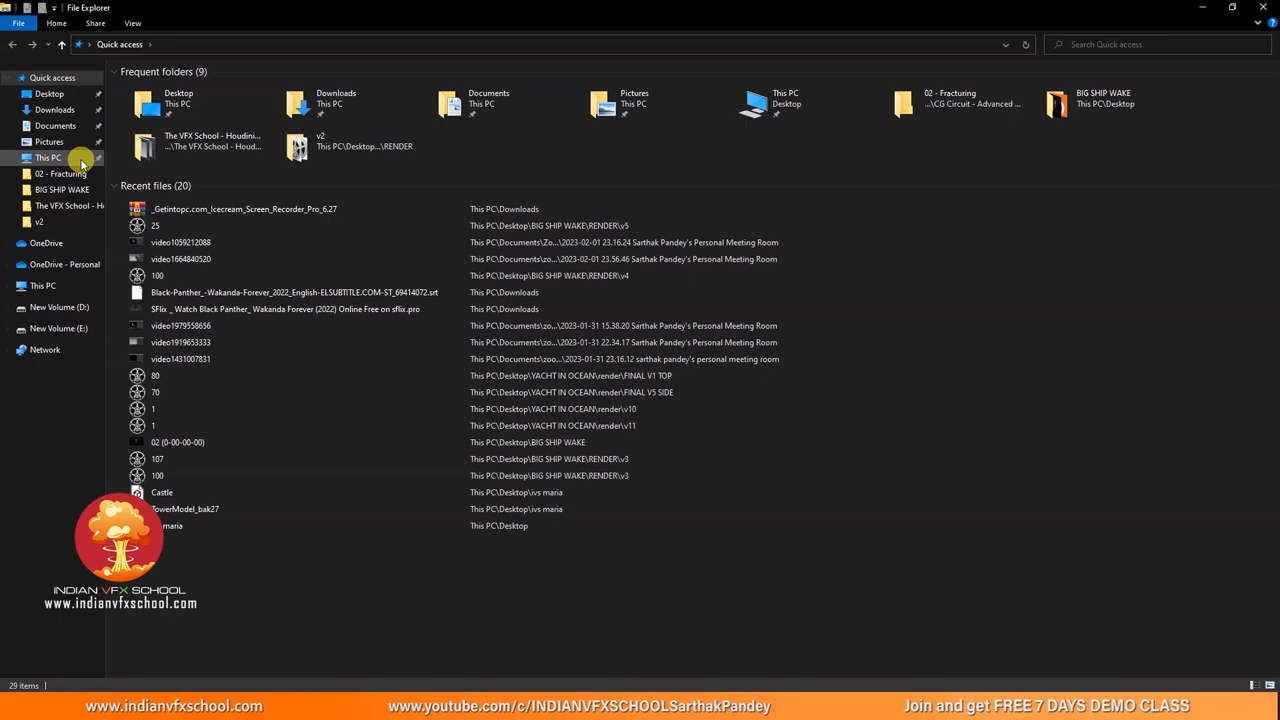 File Explorer
File Home Share View
Quick access
Search Quick access
Quick access
Desktop
Downloads
Documents
Pictures
This PC
02 - Fracturing
BIG SHIP WAKE
The VFX School - H
v2
OneDrive
OneDrive - Personal
This PC
New Volume (D:)
New Volume (E:)
Network
Frequent folders (9)
Desktop
This PC
Downloads
This PC
Documents
This PC
Pictures
This PC
This PC
Desktop
02 - Fracturing
...\CG Circuit - Advanced ...
BIG SHIP WAKE
This PC\Desktop
The VFX School - Houdini...
...\The VFX School - Houd...
v2
This PC\Desktop...\RENDER
Recent files (20)
_Getintopc.com_Icecream_Screen_Recorder_Pro_6.27 This PC\Downloads
25 This PC\Desktop\BIG SHIP WAKE\RENDER\v5
video1059212088 This PC\Documents\Zo...\2023-02-01 23.16.24 Sarthak Pandey's Personal Meeting Room
video1664840520 This PC\Documents\zo...\2023-02-01 23.56.46 Sarthak Pandey's Personal Meeting Room
100 This PC\Desktop\BIG SHIP WAKE\RENDER\v4
Black-Panther_-Wakanda-Forever_2022_English-ELSUBTITLE.COM-ST_69414072.srt This PC\Downloads
SFlix _ Watch Black Panther_ Wakanda Forever (2022) Online Free on sflix.pro This PC\Downloads
video1979558656 This PC\Documents\zo...\2023-01-31 15.38.20 Sarthak Pandey's Personal Meeting Room
video1919653333 This PC\Documents\zo...\2023-01-31 22.34.17 Sarthak Pandey's Personal Meeting Room
video1431007831 This PC\Documents\zoo...\2023-01-31 23.16.12 sarthak pandey's personal meeting room
80 This PC\Desktop\YACHT IN OCEAN\render\FINAL V1 TOP
70 This PC\Desktop\YACHT IN OCEAN\render\FINAL V5 SIDE
1 This PC\Desktop\YACHT IN OCEAN\render\v10
1 This PC\Desktop\YACHT IN OCEAN\render\v11
02 (0-00-00-00) This PC\Desktop\BIG SHIP WAKE
107 This PC\Desktop\BIG SHIP WAKE\RENDER\v3
100 This PC\Desktop\BIG SHIP WAKE\RENDER\v3
Castle This PC\Desktop\ivs maria
TowerModel_bak27 This PC\Desktop\ivs maria
maria This PC\Desktop
INDIAN VFX SCHOOL
www.indianvfxschool.com
29 items
www.indianvfxschool.com www.youtube.com/c/INDIANVFXSCHOOLSarthakPandey Join and get FREE 7 DAYS DEMO CLASS